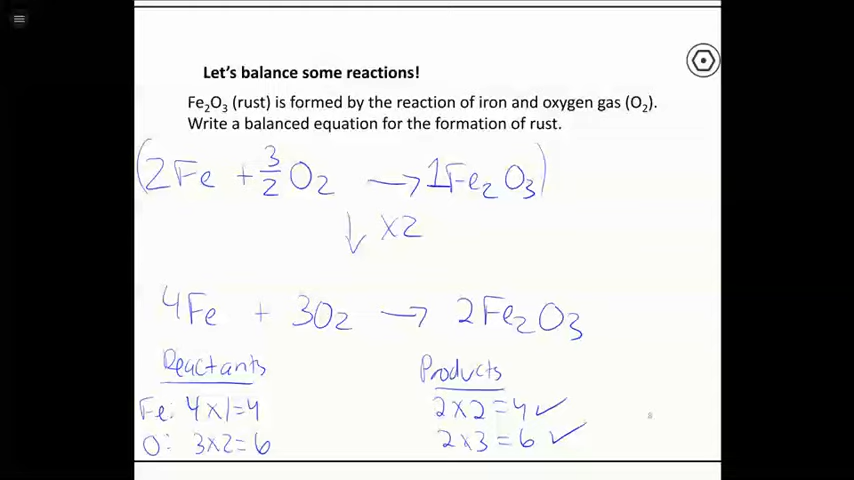 Let's balance some reactions!
Fe₂O₃ (rust) is formed by the reaction of iron and oxygen gas (O₂).
Write a balanced equation for the formation of rust.
(2Fe + 3/2 O₂ → 1Fe₂O₃)
↓ x2
4Fe + 3O₂ → 2Fe₂O₃
Reactants Products
Fe: 4x1=4 2x2=4 ✓
O: 3x2=6 2x3=6 ✓
8